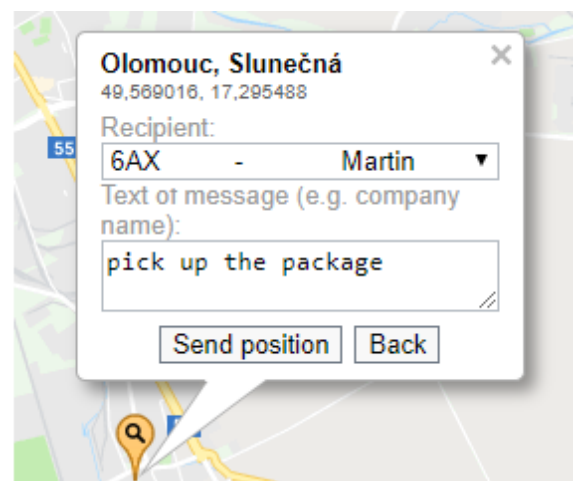 Olomouc, Slunečná
×
49,569016, 17,295488
Recipient:
55
6AX - Martin ▼
Text of message (e.g. company
name):
pick up the package
Send position Back